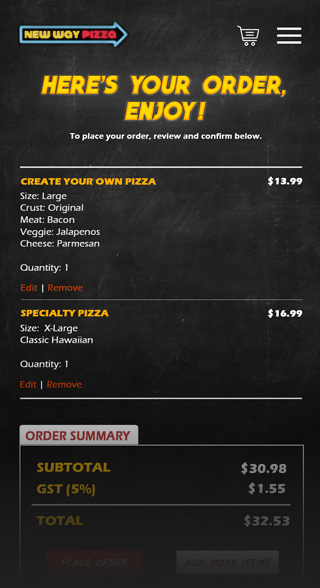 NEW WAY PIZZA
HERE'S YOUR ORDER,
ENJOY!
To place your order, review and confirm below.
CREATE YOUR OWN PIZZA $13.99
Size: Large
Crust: Original
Meat: Bacon
Veggie: Jalapenos
Cheese: Parmesan
Quantity: 1
Edit | Remove
SPECIALTY PIZZA $16.99
Size: X-Large
Classic Hawaiian
Quantity: 1
Edit | Remove
ORDER SUMMARY
SUBTOTAL $30.98
GST (5%) $1.55
TOTAL $32.53
PLACE ORDER ADD MORE ITEMS